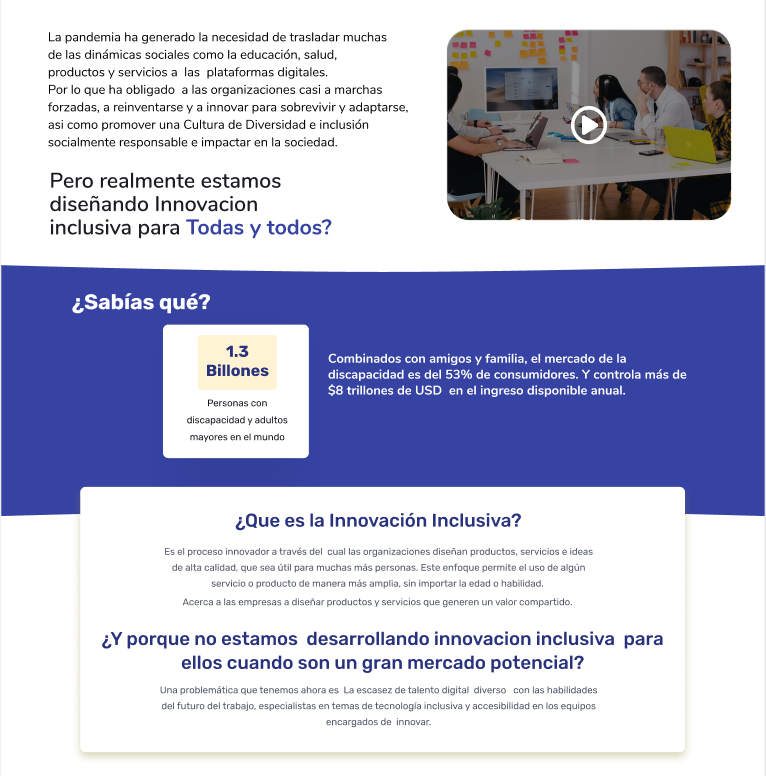 La pandemia ha generado la necesidad de trasladar muchas
de las dinámicas sociales como la educación, salud,
productos y servicios a las plataformas digitales.
Por lo que ha obligado a las organizaciones casi a marchas
forzadas, a reinventarse y a innovar para sobrevivir y adaptarse,
asi como promover una Cultura de Diversidad e inclusión
socialmente responsable e impactar en la sociedad.
Pero realmente estamos
diseñando Innovacion
inclusiva para Todas y todos?
¿Sabías qué?
1.3
Billones
Personas con
discapacidad y adultos
mayores en el mundo
Combinados con amigos y familia, el mercado de la
discapacidad es del 53% de consumidores. Y controla más de
$8 trillones de USD en el ingreso disponible anual.
¿Que es la Innovación Inclusiva?
Es el proceso innovador a través del cual las organizaciones diseñan productos, servicios e ideas
de alta calidad, que sea útil para muchas más personas. Este enfoque permite el uso de algún
servicio o producto de manera más amplia, sin importar la edad o habilidad.
Acerca a las empresas a diseñar productos y servicios que generen un valor compartido.
¿Y porque no estamos desarrollando innovacion inclusiva para
ellos cuando son un gran mercado potencial?
Una problemática que tenemos ahora es La escasez de talento digital diverso con las habilidades
del futuro del trabajo, especialistas en temas de tecnología inclusiva y accesibilidad en los equipos
encargados de innovar.